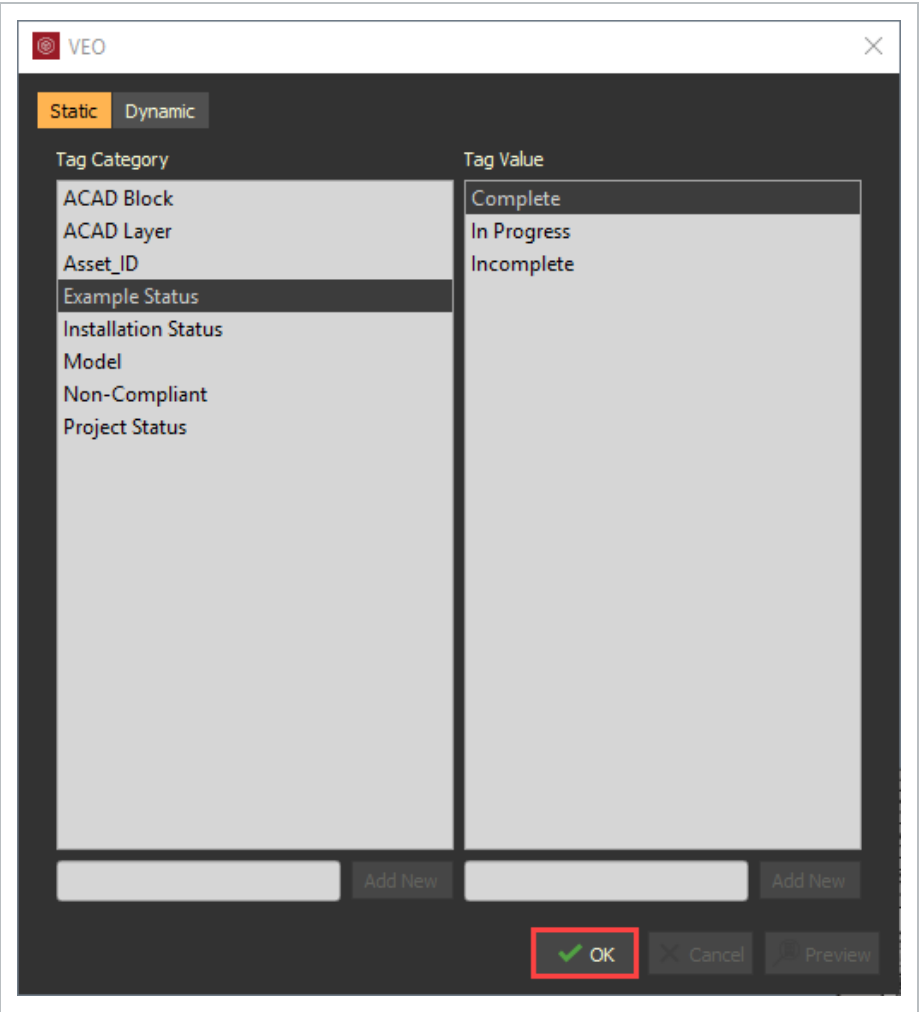 VEO
Static Dynamic
Tag Category Tag Value
ACAD Block
ACAD Layer
Asset_ID
Example Status
Installation Status
Model
Non-Compliant
Project Status
Complete
In Progress
Incomplete
Add New Add New
OK Cancel Preview